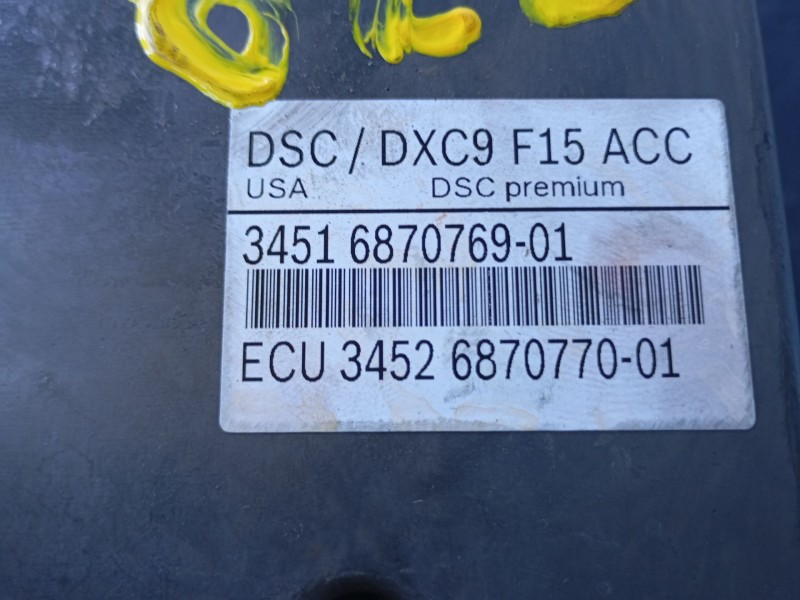 DSC / DXC9 F15 ACC
USA DSC premium
3451 6870769-01
ECU 3452 6870770-01